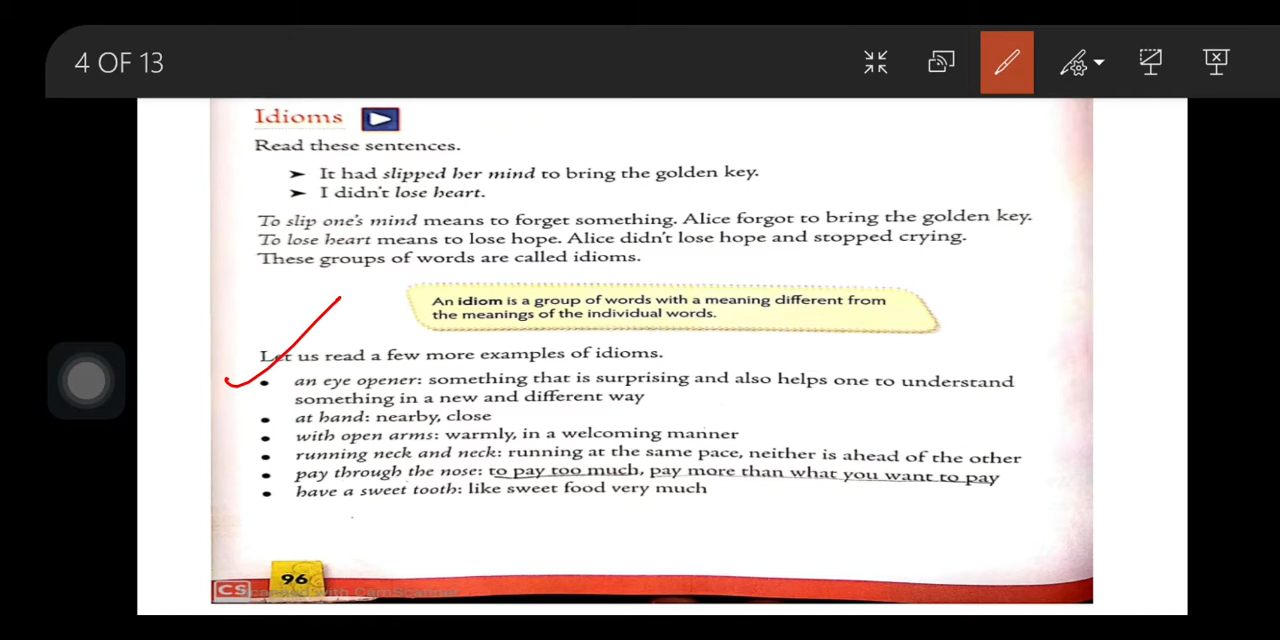 4 OF 13
Idioms
Read these sentences.
➤ It had slipped her mind to bring the golden key.
➤ I didn't lose heart.
To slip one's mind means to forget something. Alice forgot to bring the golden key.
To lose heart means to lose hope. Alice didn't lose hope and stopped crying.
These groups of words are called idioms.
An idiom is a group of words with a meaning different from
the meanings of the individual words.
Let us read a few more examples of idioms.
• an eye opener: something that is surprising and also helps one to understand
something in a new and different way
• at hand: nearby, close
• with open arms: warmly, in a welcoming manner
• running neck and neck: running at the same pace, neither is ahead of the other
• pay through the nose: to pay too much, pay more than what you want to pay
• have a sweet tooth: like sweet food very much
96
CS canned with CamScanner